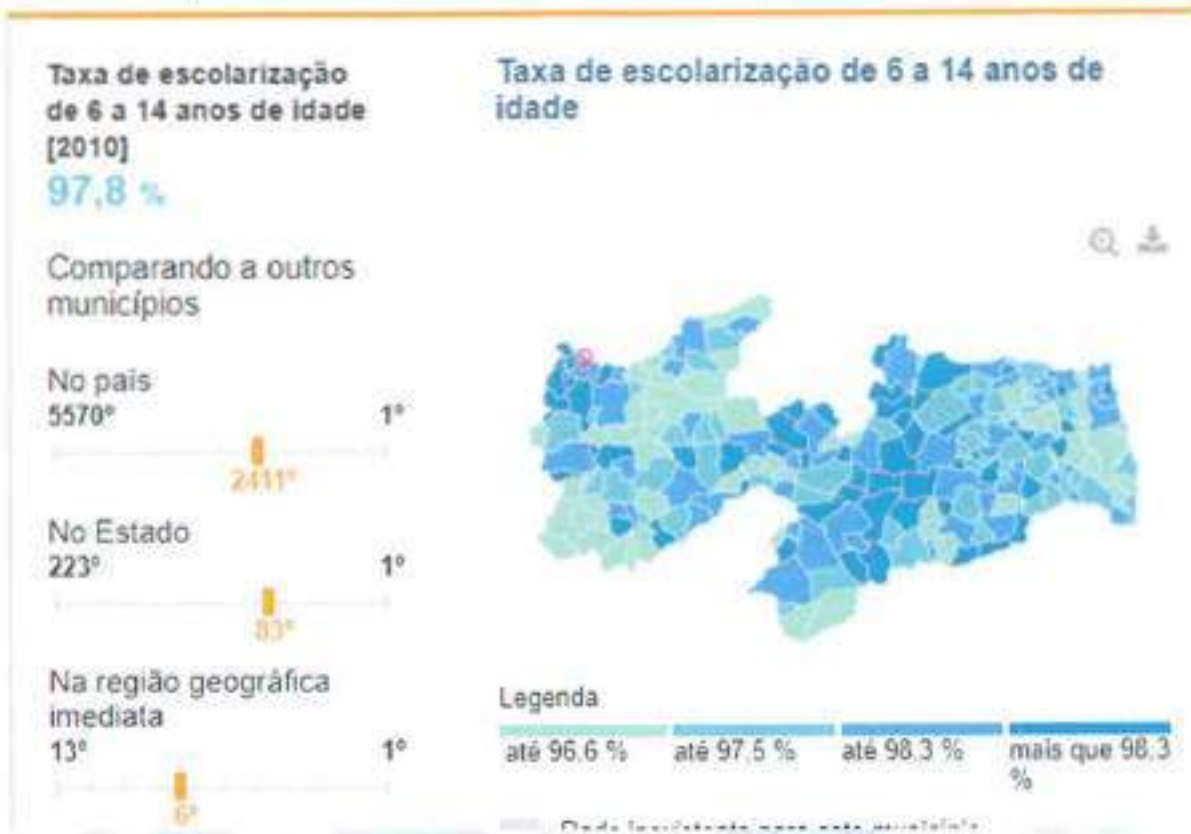 Taxa de escolarização
de 6 a 14 anos de idade
[2010]
97,8 %
Comparando a outros
municípios
No país
5570º 1º
2411º
No Estado
223º 1º
83º
Na região geográfica
imediata
13º 1º
Taxa de escolarização de 6 a 14 anos de
idade
Legenda
até 96,6 %
até 97,5 %
até 98,3 %
mais que 98,3
%